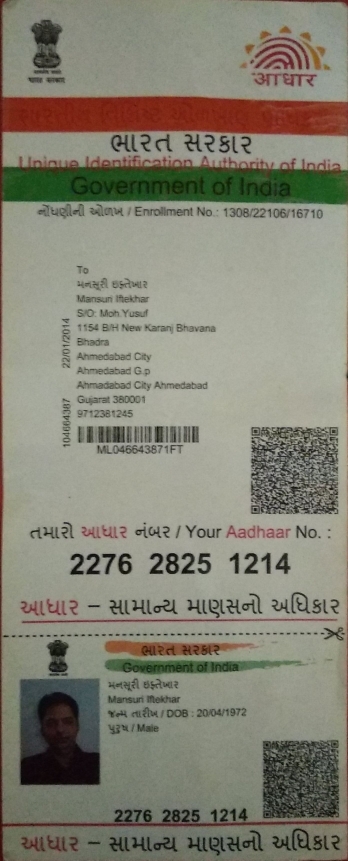 આધાર
ભારત સરકાર
Unique Identification Authority of India
Government of India
નોંધણીની ઓળખ / Enrollment No.: 1308/22106/16710
To
મનસૂરી ઇફ્તેખાર
Mansuri Iftekhar
S/O: Moh.Yusuf
1154 B/H New Karanj Bhavana
Bhadra
Ahmedabad City
Ahmedabad G.p
Ahmadabad City Ahmedabad
Gujarat 380001
9712381245
104664387 22/01/2014
ML046643871FT
તમારો આધાર નંબર / Your Aadhaar No. :
2276 2825 1214
આધાર – સામાન્ય માણસનો અધિકાર
ભારત સરકાર
Government of India
મનસૂરી ઇફ્તેખાર
Mansuri Iftekhar
જન્મ તારીખ / DOB : 20/04/1972
પુરુષ / Male
2276 2825 1214
આધાર – સામાન્ય માણસનો અધિકાર